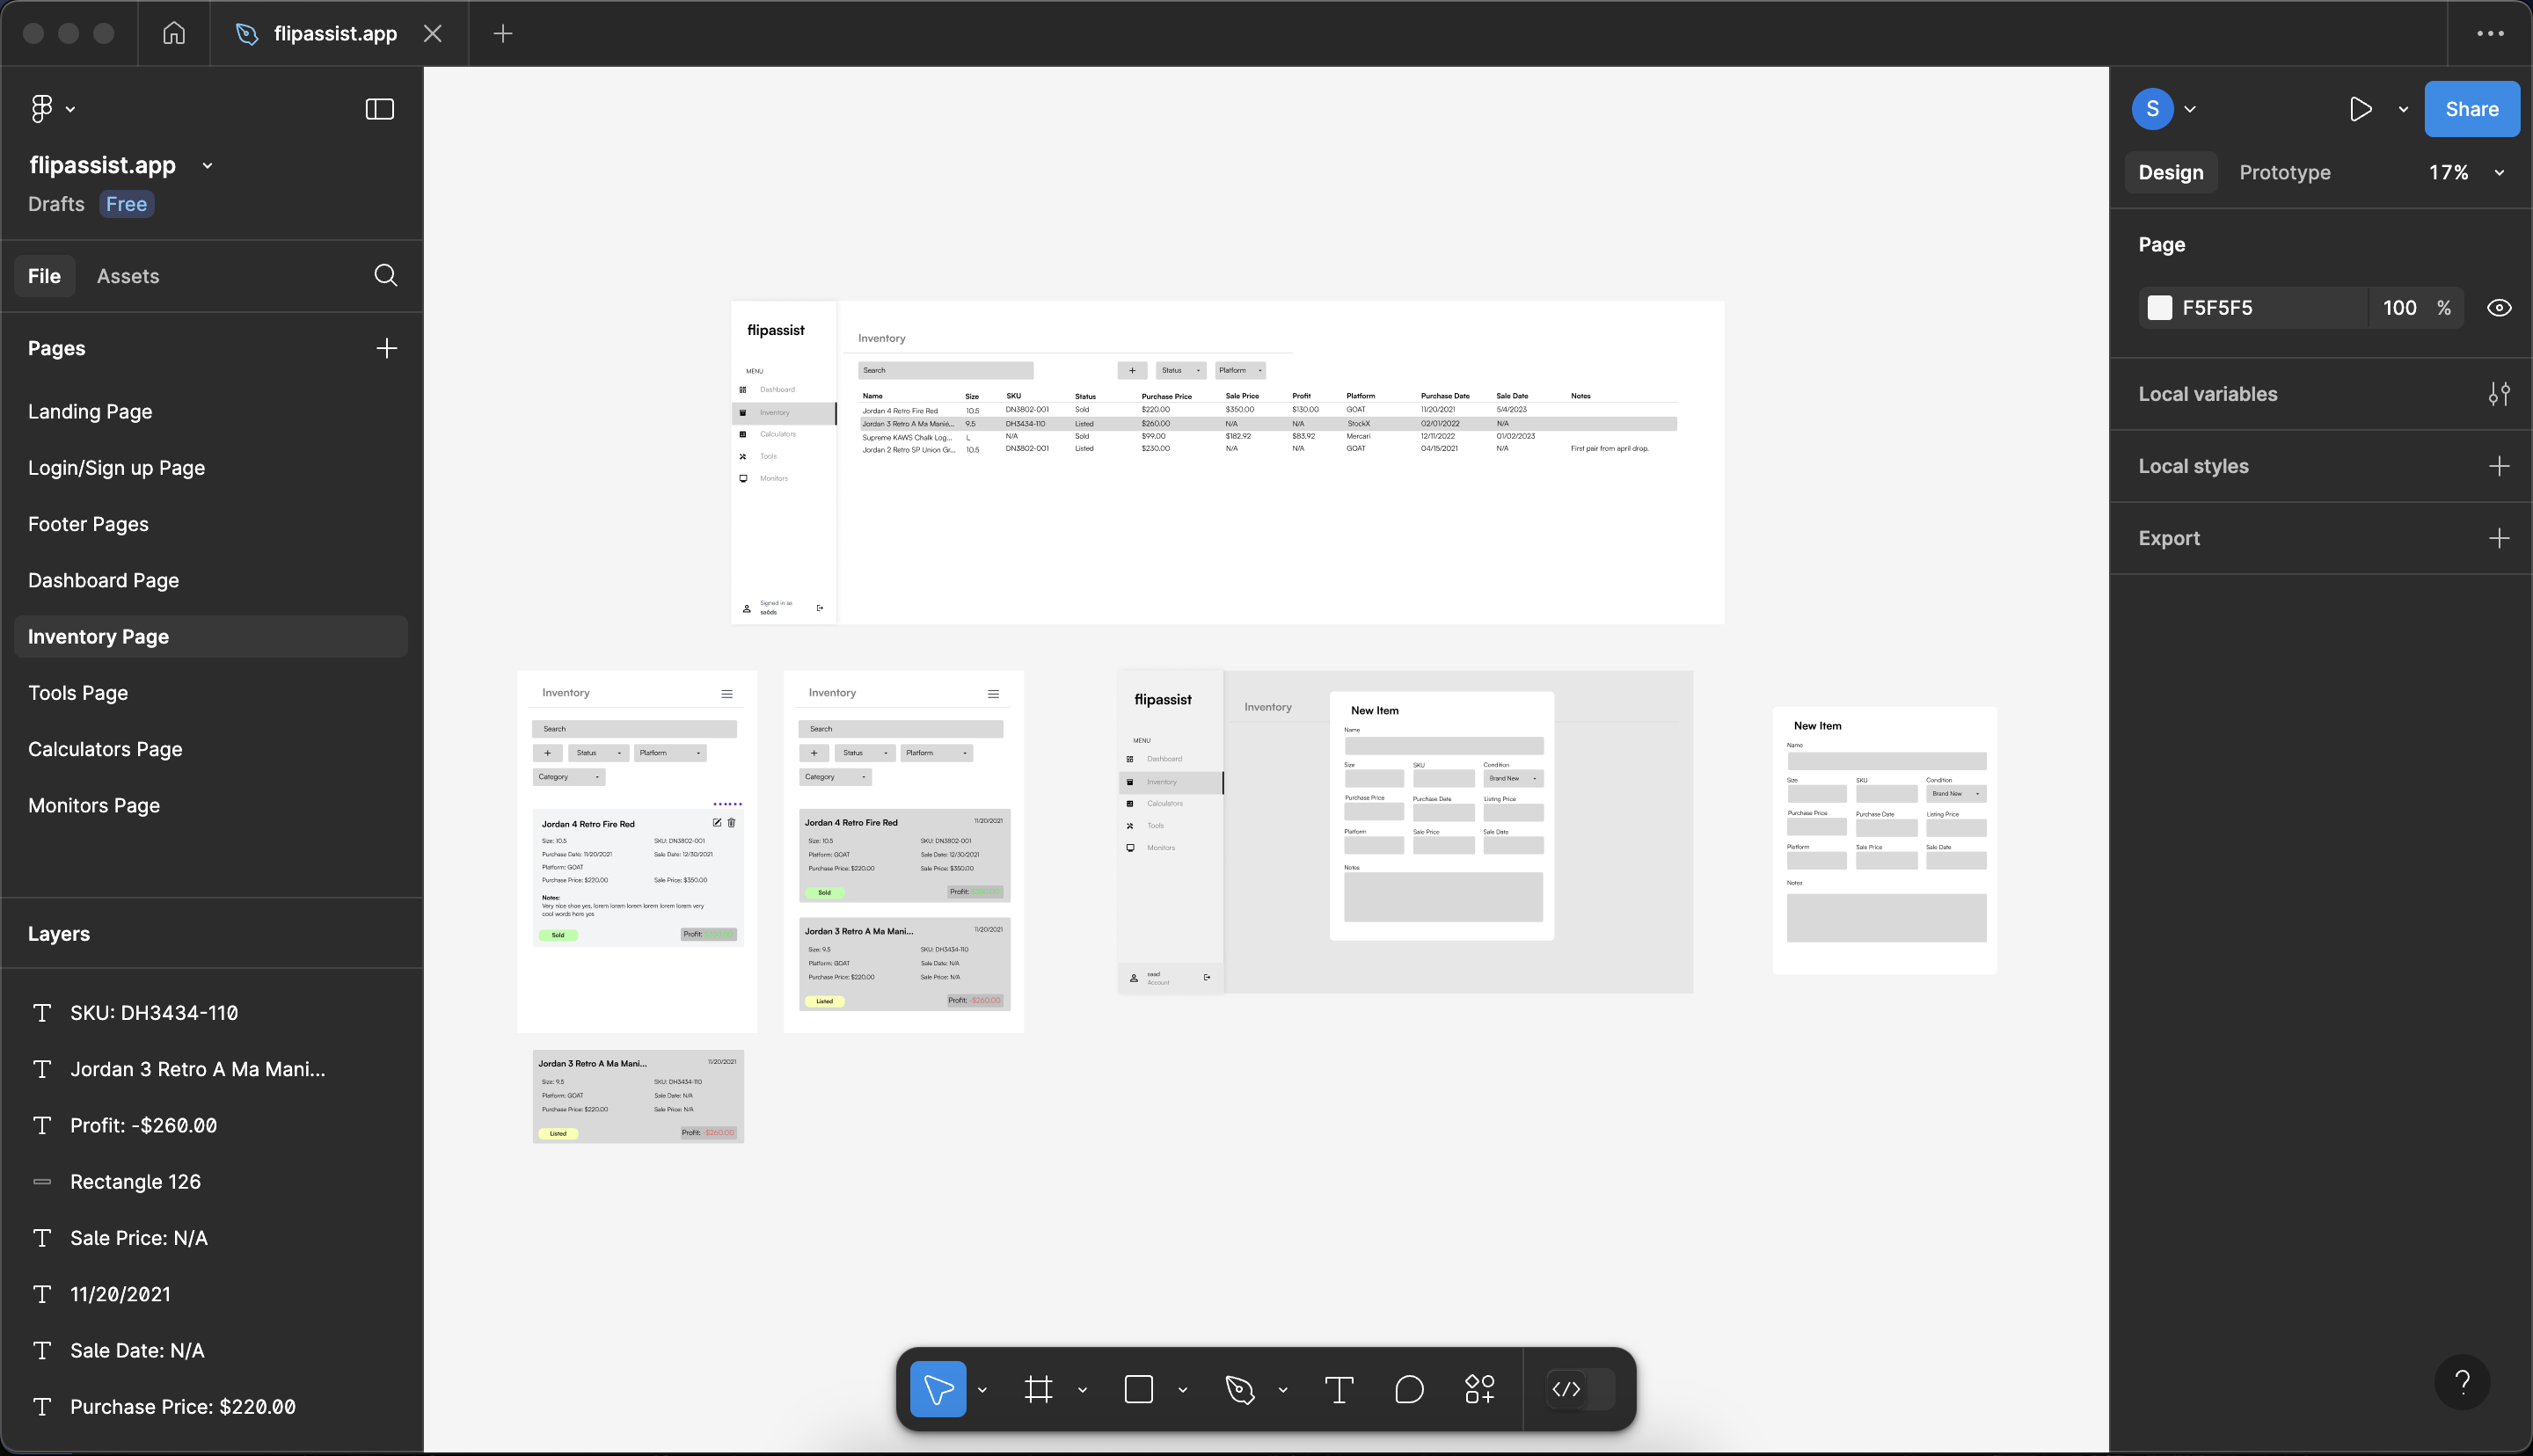 flipassist.app
flipassist.app
Drafts Free
File Assets
Pages
Landing Page
Login/Sign up Page
Footer Pages
Dashboard Page
Inventory Page
Tools Page
Calculators Page
Monitors Page
Layers
SKU: DH3434-110
Jordan 3 Retro A Ma Mani...
Profit: -$260.00
Rectangle 126
Sale Price: N/A
11/20/2021
Sale Date: N/A
Purchase Price: $220.00
flipassist
MENU
Dashboard
Inventory
Calculators
Tools
Monitors
Signed in as
saóds
Inventory
Search + Status Platform
Name Size SKU Status Purchase Price Sale Price Profit Platform Purchase Date Sale Date Notes
Jordan 4 Retro Fire Red 10.5 DN3802-001 Sold $220.00 $350.00 $130.00 GOAT 11/20/2021 5/4/2023
Jordan 3 Retro A Ma Manié... 9.5 DH3434-110 Listed $260.00 N/A N/A StockX 02/01/2022 N/A
Supreme KAWS Chalk Log... L N/A Sold $99.00 $182.92 $83.92 Mercari 12/11/2022 01/02/2023
Jordan 2 Retro SP Union Gr... 10.5 DN3802-001 Listed $230.00 N/A N/A GOAT 04/15/2021 N/A First pair from april drop.
Inventory
Search
+ Status Platform
Category
Jordan 4 Retro Fire Red
Size: 10.5 SKU: DN3802-001
Purchase Date: 11/20/2021 Sale Date: 12/30/2021
Platform: GOAT
Purchase Price: $220.00 Sale Price: $350.00
Notes:
Very nice shoe yes, lorem lorem lorem lorem lorem lorem very
cool words here yes
Sold Profit:
Jordan 3 Retro A Ma Mani... 11/20/2021
Size: 9.5 SKU: DH3434-110
Platform: GOAT Sale Date: N/A
Purchase Price: $220.00 Sale Price: N/A
Listed Profit: -$260.00
Inventory
Search
+ Status Platform
Category
Jordan 4 Retro Fire Red 11/20/2021
Size: 10.5 SKU: DN3802-001
Platform: GOAT Sale Date: 12/30/2021
Purchase Price: $220.00 Sale Price: $350.00
Sold Profit:
Jordan 3 Retro A Ma Mani... 11/20/2021
Size: 9.5 SKU: DH3434-110
Platform: GOAT Sale Date: N/A
Purchase Price: $220.00 Sale Price: N/A
Listed Profit: -$260.00
flipassist
MENU
Dashboard
Inventory
Calculators
Tools
Monitors
saad
Account
Inventory
New Item
Name
Size SKU Condition
Brand New
Purchase Price Purchase Date Listing Price
Platform Sale Price Sale Date
Notes
New Item
Name
Size SKU Condition
Brand New
Purchase Price Purchase Date Listing Price
Platform Sale Price Sale Date
Notes
S Share
Design Prototype 17%
Page
F5F5F5 100 %
Local variables
Local styles
Export
?